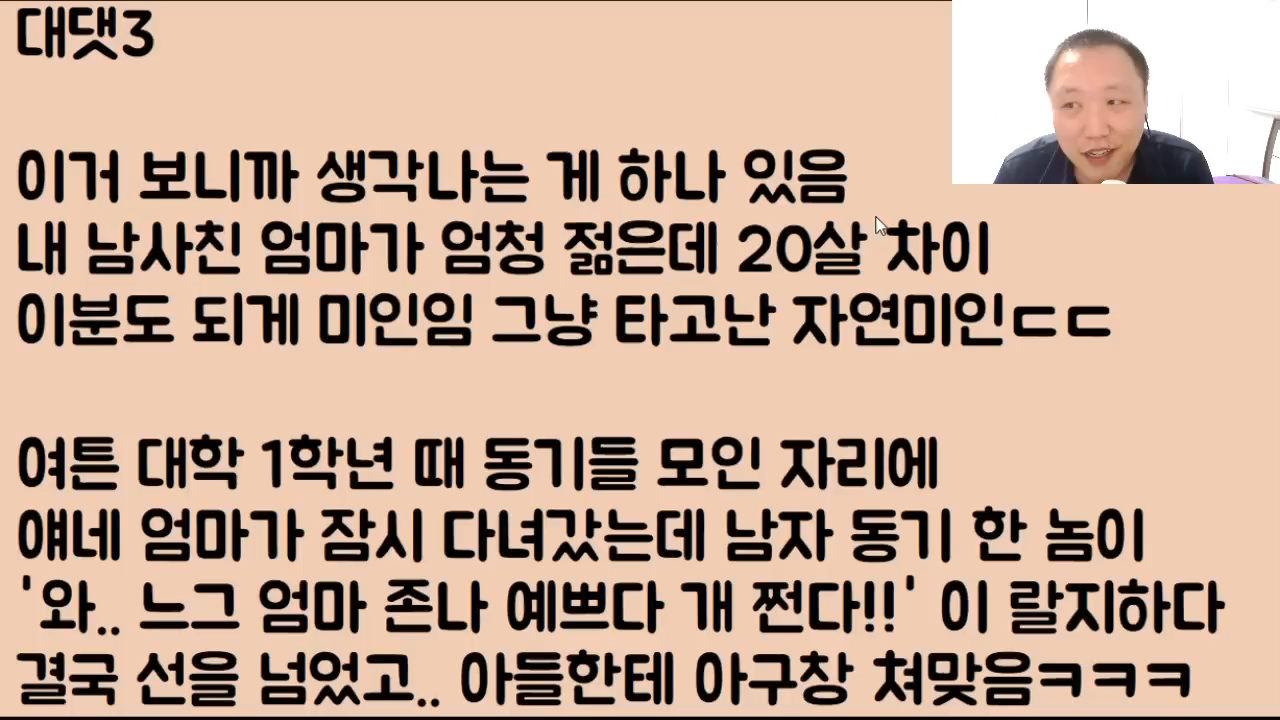 대댓3
이거 보니까 생각나는 게 하나 있음
내 남사친 엄마가 엄청 젊은데 20살 차이
이분도 되게 미인임 그냥 타고난 자연미인ㄷㄷ
여튼 대학 1학년 때 동기들 모인 자리에
얘네 엄마가 잠시 다녀갔는데 남자 동기 한 놈이
'와.. 느그 엄마 존나 예쁘다 개 쩐다!!' 이 랄지하다
결국 선을 넘었고.. 아들한테 아구창 쳐맞음ㅋㅋㅋ